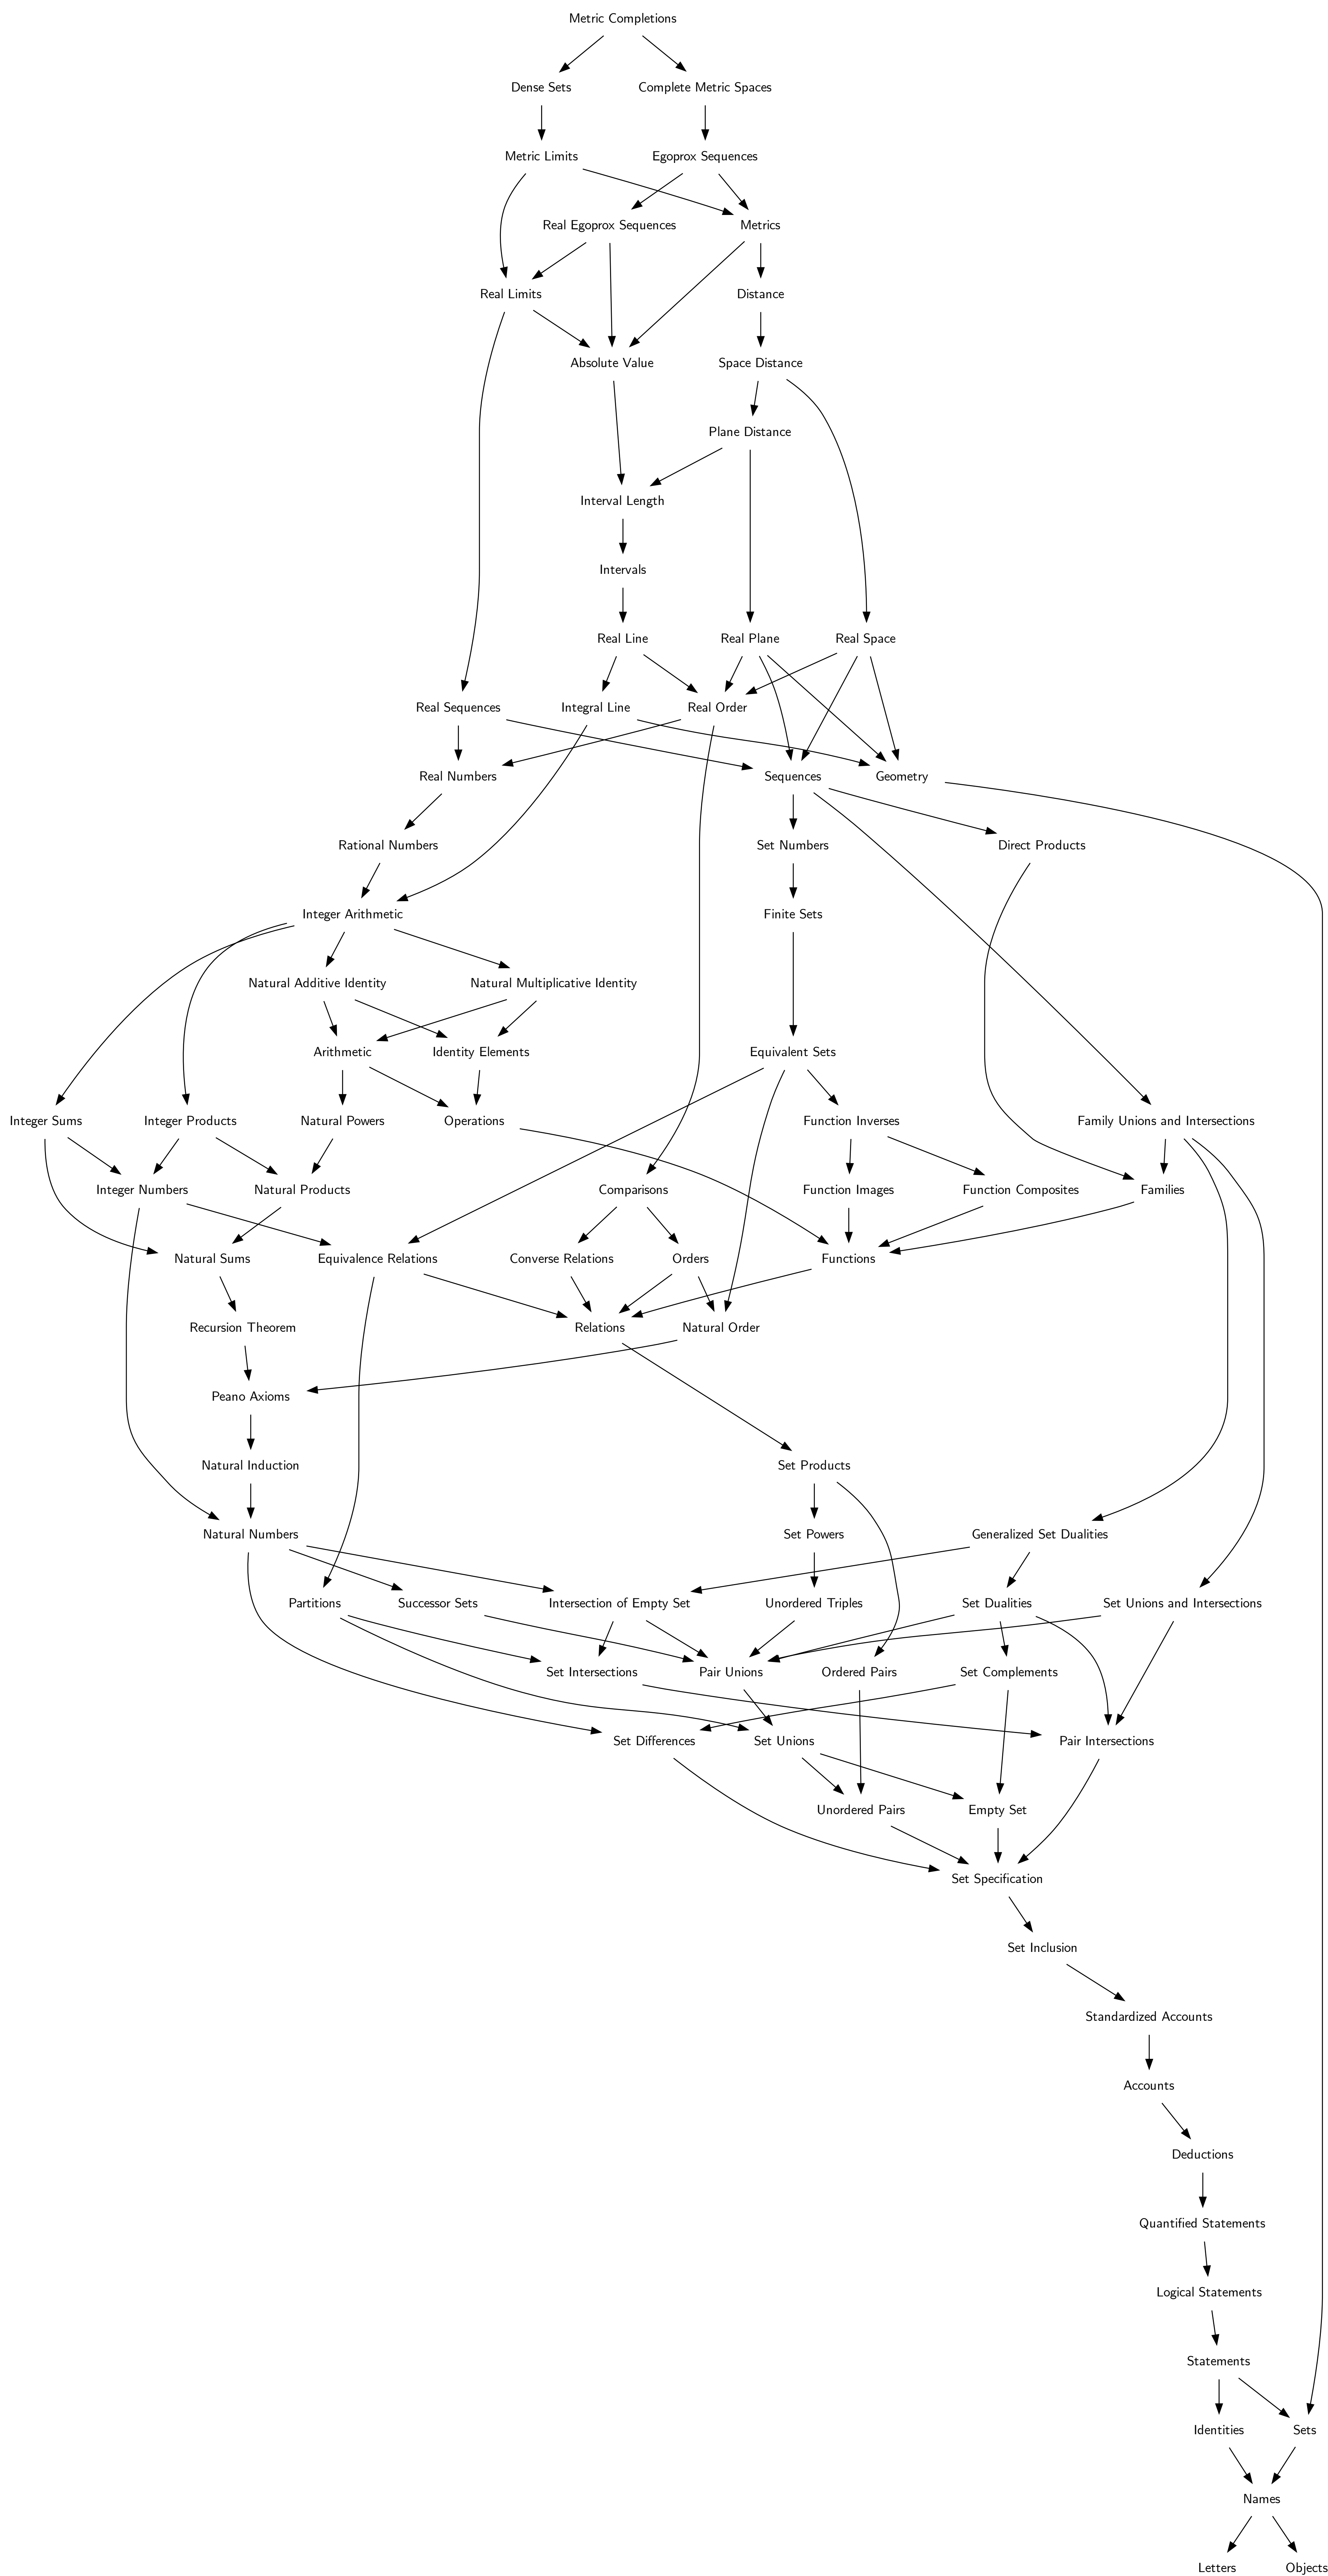 Metric Completions
Dense Sets
Complete Metric Spaces
Metric Limits
Egoprox Sequences
Real Egoprox Sequences
Metrics
Real Limits
Distance
Absolute Value
Space Distance
Plane Distance
Interval Length
Intervals
Real Line
Real Plane
Real Space
Real Sequences
Integral Line
Real Order
Real Numbers
Sequences
Geometry
Rational Numbers
Set Numbers
Direct Products
Integer Arithmetic
Finite Sets
Natural Additive Identity
Natural Multiplicative Identity
Arithmetic
Identity Elements
Equivalent Sets
Integer Sums
Integer Products
Natural Powers
Operations
Function Inverses
Family Unions and Intersections
Integer Numbers
Natural Products
Comparisons
Function Images
Function Composites
Families
Natural Sums
Equivalence Relations
Converse Relations
Orders
Functions
Recursion Theorem
Relations
Natural Order
Peano Axioms
Natural Induction
Set Products
Natural Numbers
Set Powers
Generalized Set Dualities
Partitions
Successor Sets
Intersection of Empty Set
Unordered Triples
Set Dualities
Set Unions and Intersections
Set Intersections
Pair Unions
Ordered Pairs
Set Complements
Set Differences
Set Unions
Pair Intersections
Unordered Pairs
Empty Set
Set Specification
Set Inclusion
Standardized Accounts
Accounts
Deductions
Quantified Statements
Logical Statements
Statements
Identities
Sets
Names
Letters
Objects